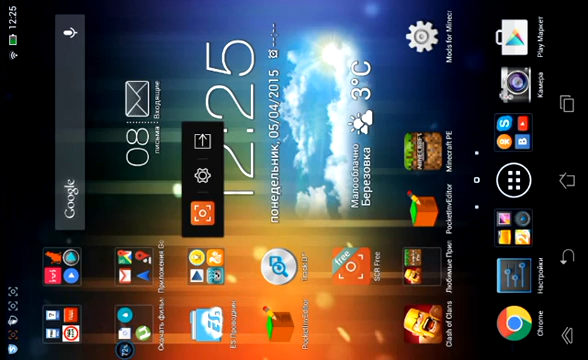 12:25
Google
08
письма
Входящие
12:25
понедельник, 05/04/2015
--:--
3°C
Малооблачно
Березовка
Mods for Minec
Minecraft PE
PocketInvEditor
Приложения Go
free
SCR Free
Любимые При
Скачать фильм
ES проводник
PocketInvEditor
Clash of Clans
Play Маркет
Камера
Настройки
Chrome